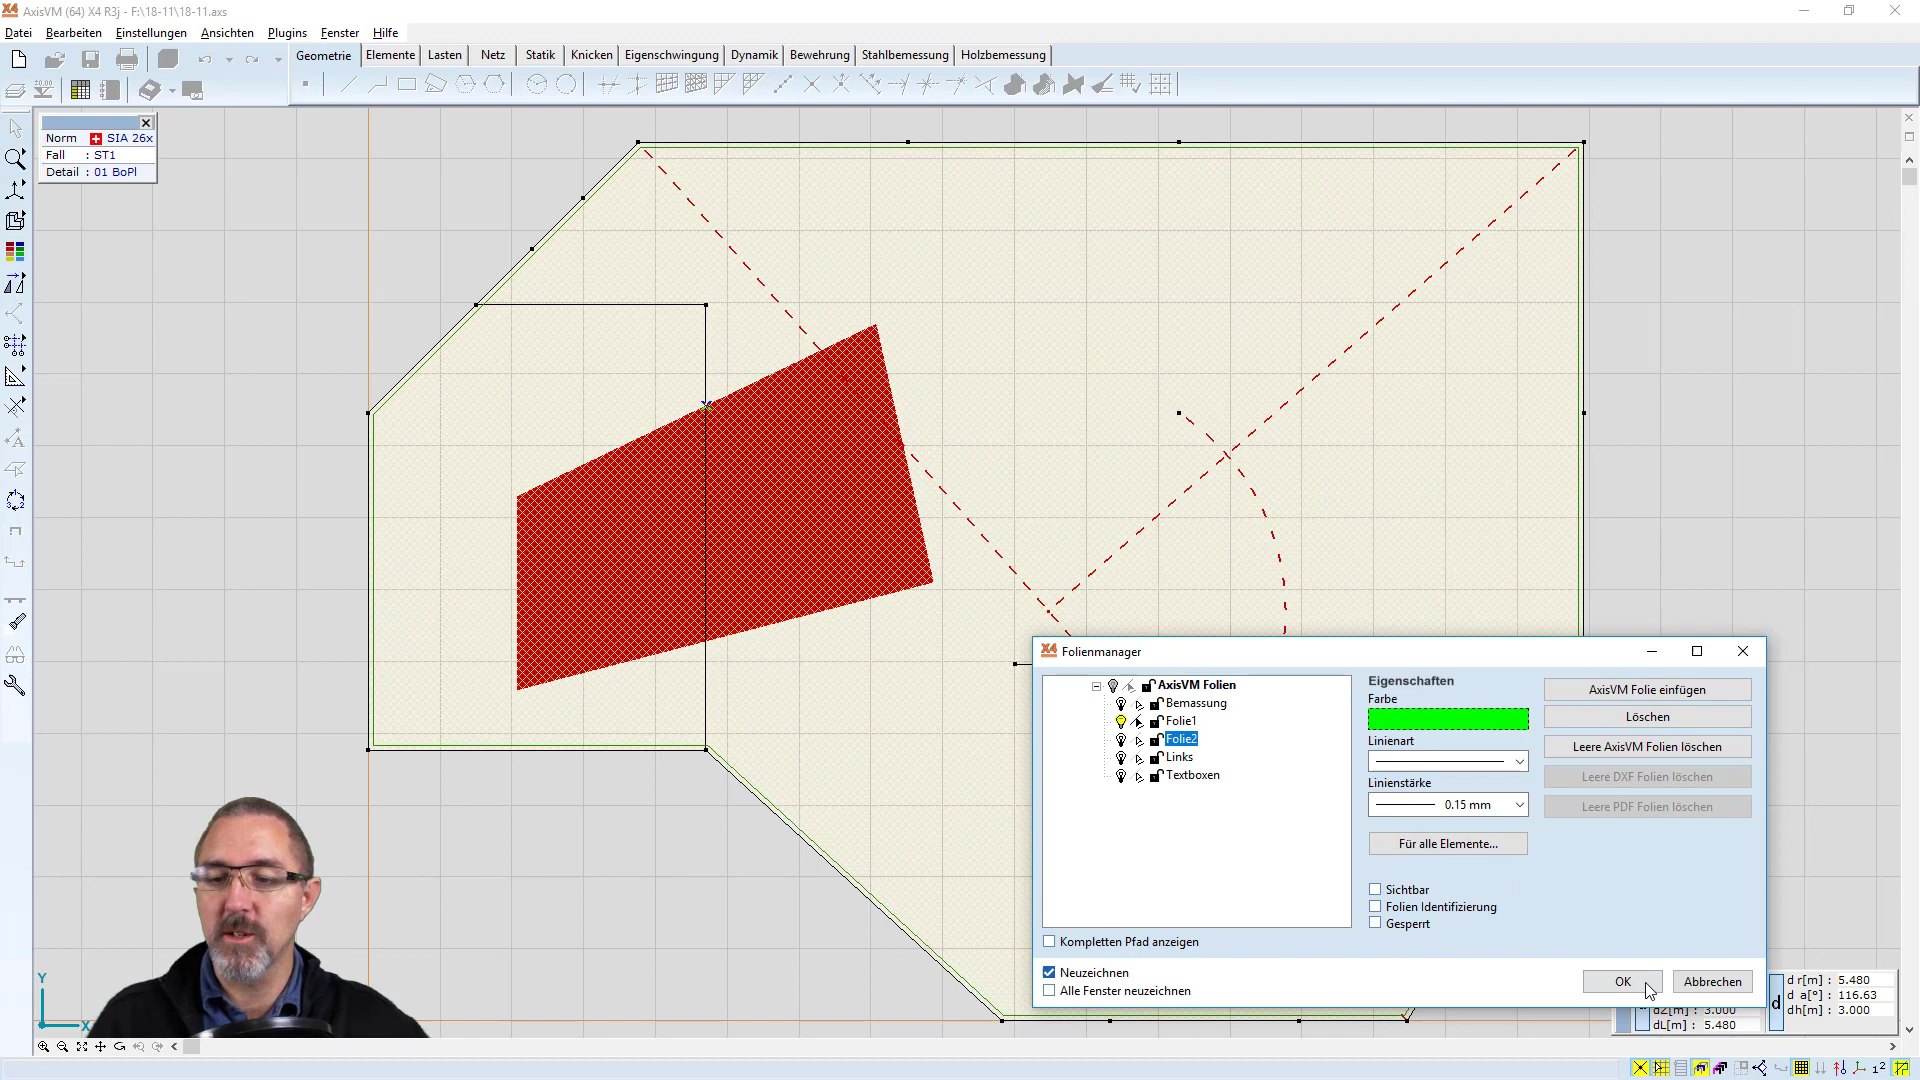 AxisVM (64) X4 R3j - F:\18-11\18-11.axs
Datei Bearbeiten Einstellungen Ansichten Plugins Fenster Hilfe
Geometrie Elemente Lasten Netz Statik Knicken Eigenschwingung Dynamik Bewehrung Stahlbemessung Holzbemessung
Norm SIA 26x
Fall : ST1
Detail : 01 BoPl
X4 Folienmanager
AxisVM Folien
Bemassung
Folie1
Folie2
Links
Textboxen
Kompletten Pfad anzeigen
Eigenschaften
Farbe
Linienart
Linienstärke
0.15 mm
Für alle Elemente...
Sichtbar
Folien Identifizierung
Gesperrt
AxisVM Folie einfügen
Löschen
Leere AxisVM Folien löschen
Leere DXF Folien löschen
Leere PDF Folien löschen
Neuzeichnen
Alle Fenster neuzeichnen
OK Abbrechen
dZ[m] : 3.000
dL[m] : 5.480
d
d r[m] : 5.480
d a[°] : 116.63
dh[m] : 3.000
Y
X